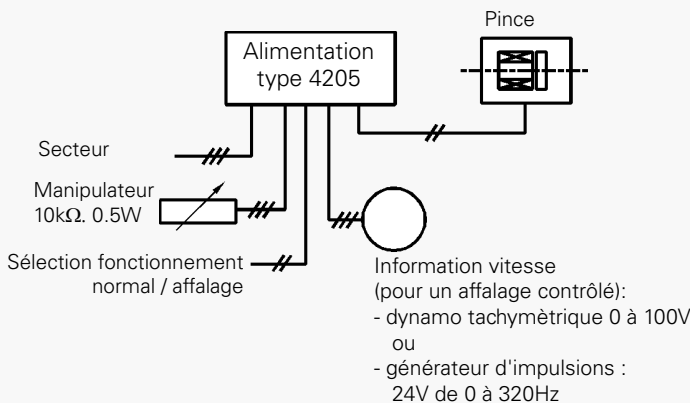 Pince
Alimentation
type 4205
Secteur
Manipulateur
10kΩ. 0.5W
Sélection fonctionnement
normal / affalage
Information vitesse
(pour un affalage contrôlé):
- dynamo tachymètrique 0 à 100V
ou
- générateur d'impulsions :
24V de 0 à 320Hz